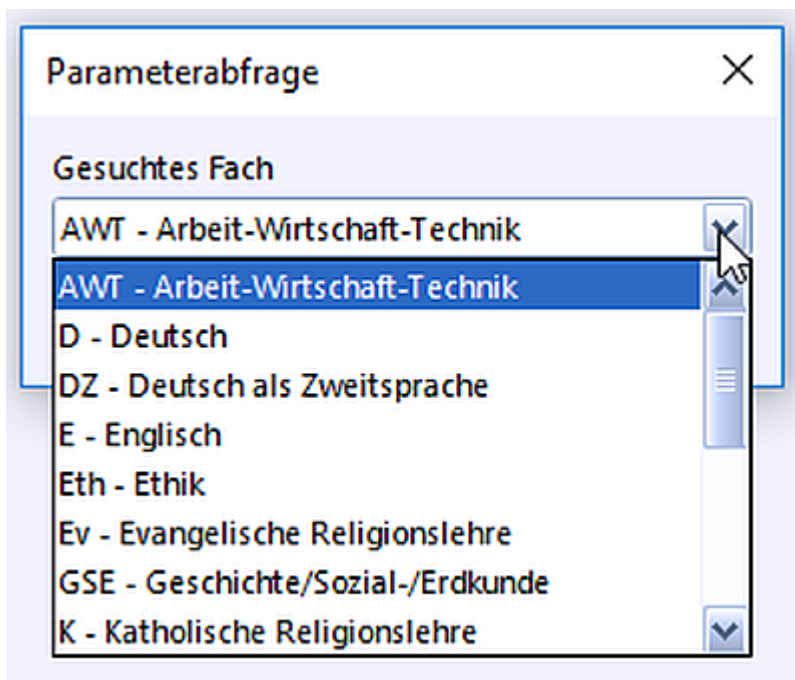 Parameterabfrage
Gesuchtes Fach
AWT - Arbeit-Wirtschaft-Technik
AWT - Arbeit-Wirtschaft-Technik
D - Deutsch
DZ - Deutsch als Zweitsprache
E - Englisch
Eth - Ethik
Ev - Evangelische Religionslehre
GSE - Geschichte/Sozial-/Erdkunde
K - Katholische Religionslehre